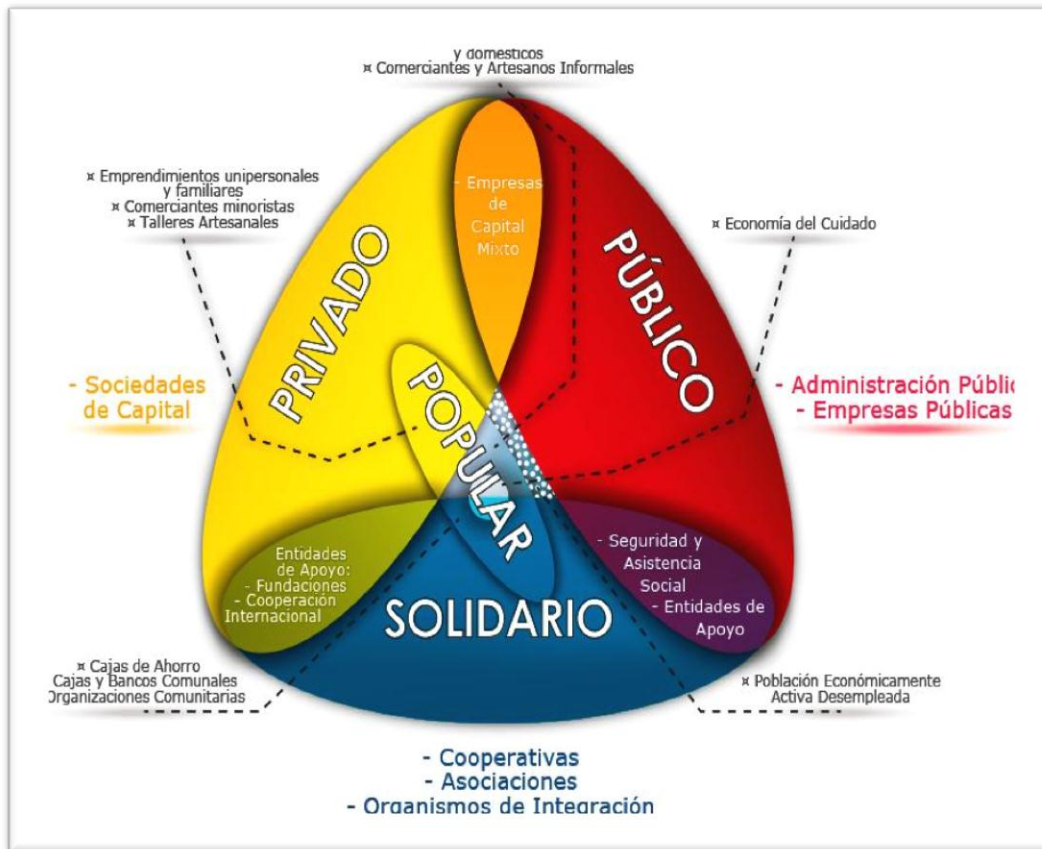 y domésticos
¤ Comerciantes y Artesanos Informales
¤ Emprendimientos unipersonales
y familiares
¤ Comerciantes minoristas
¤ Talleres Artesanales
- Empresas
de
Capital
Mixto
¤ Economía del Cuidado
PRIVADO
PÚBLICO
POPULAR
- Sociedades
de Capital
- Administración Públic
- Empresas Públicas
Entidades
de Apoyo:
- Fundaciones
- Cooperación
Internacional
- Seguridad y
Asistencia
Social
- Entidades de
Apoyo
SOLIDARIO
¤ Cajas de Ahorro
Cajas y Bancos Comunales
Organizaciones Comunitarias
¤ Población Económicamente
Activa Desempleada
- Cooperativas
- Asociaciones
- Organismos de Integración